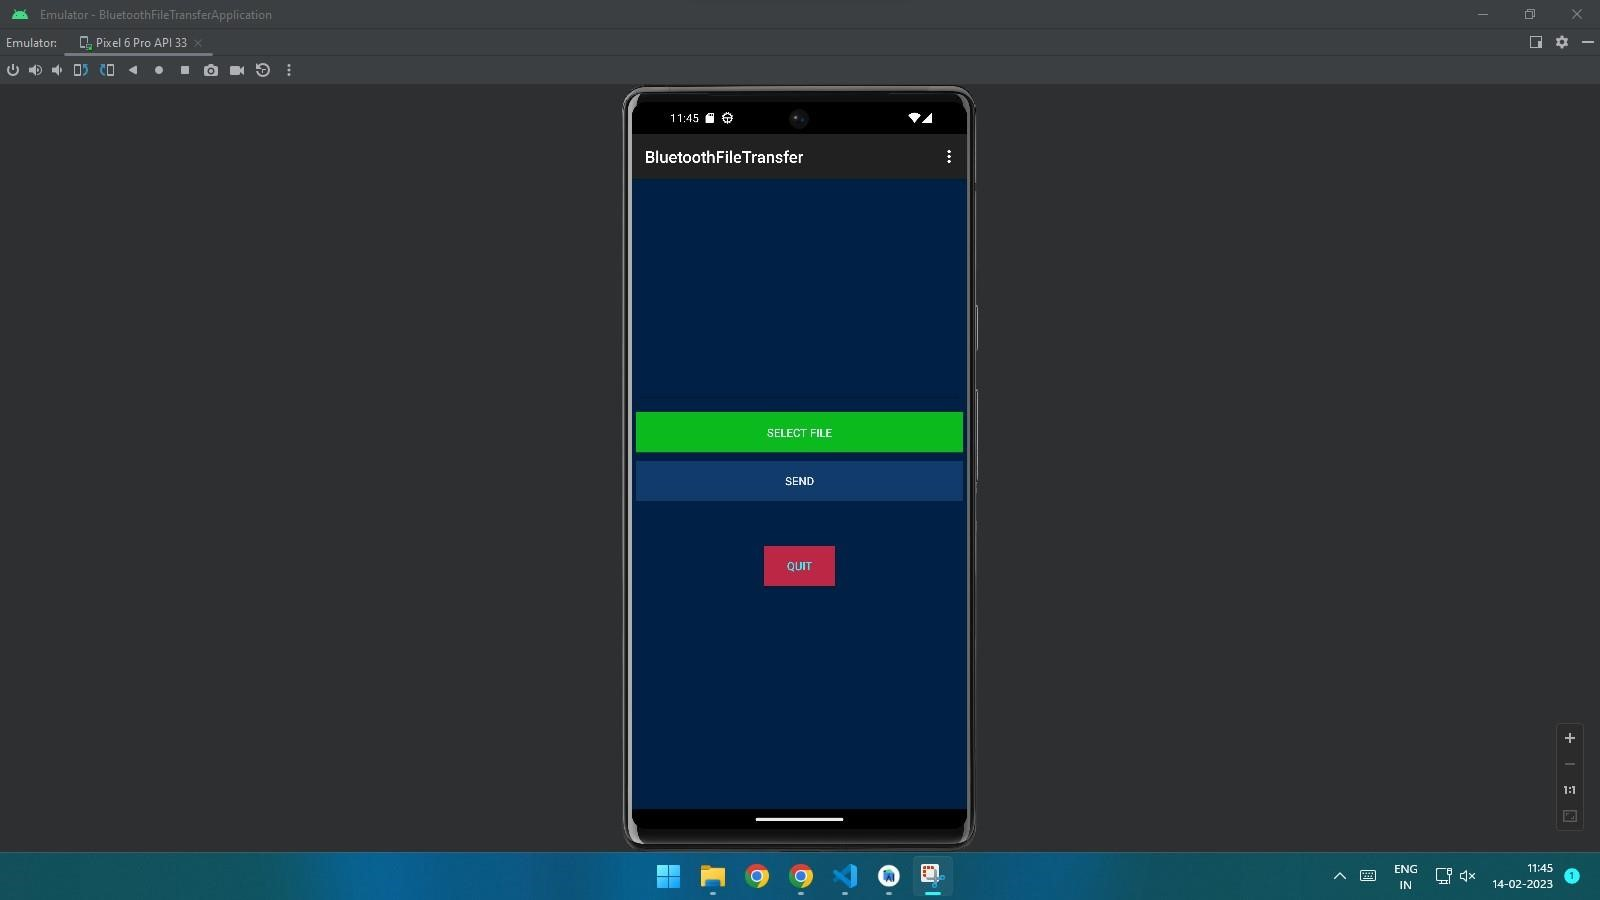 Emulator - BluetoothFileTransferApplication
Emulator: Pixel 6 Pro API 33
11:45
BluetoothFileTransfer
SELECT FILE
SEND
QUIT
1:1
ENG
IN
11:45
14-02-2023
1